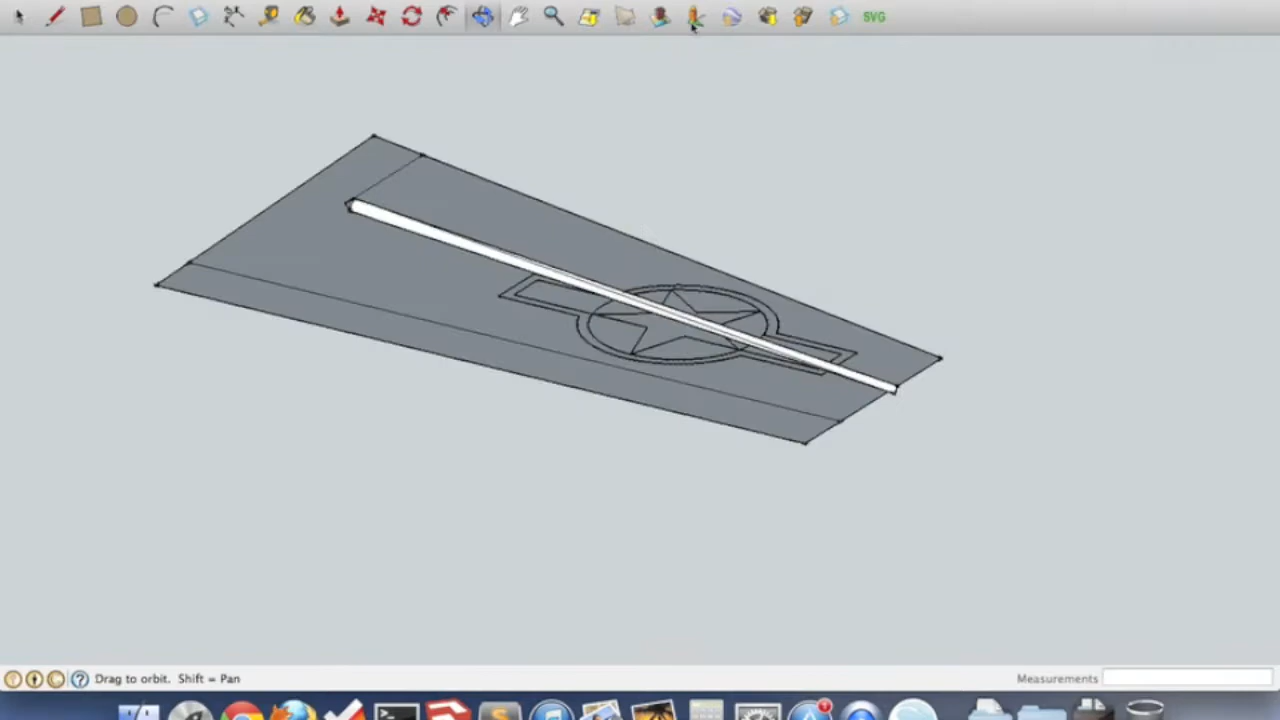 SVG
Drag to orbit. Shift = Pan
Measurements